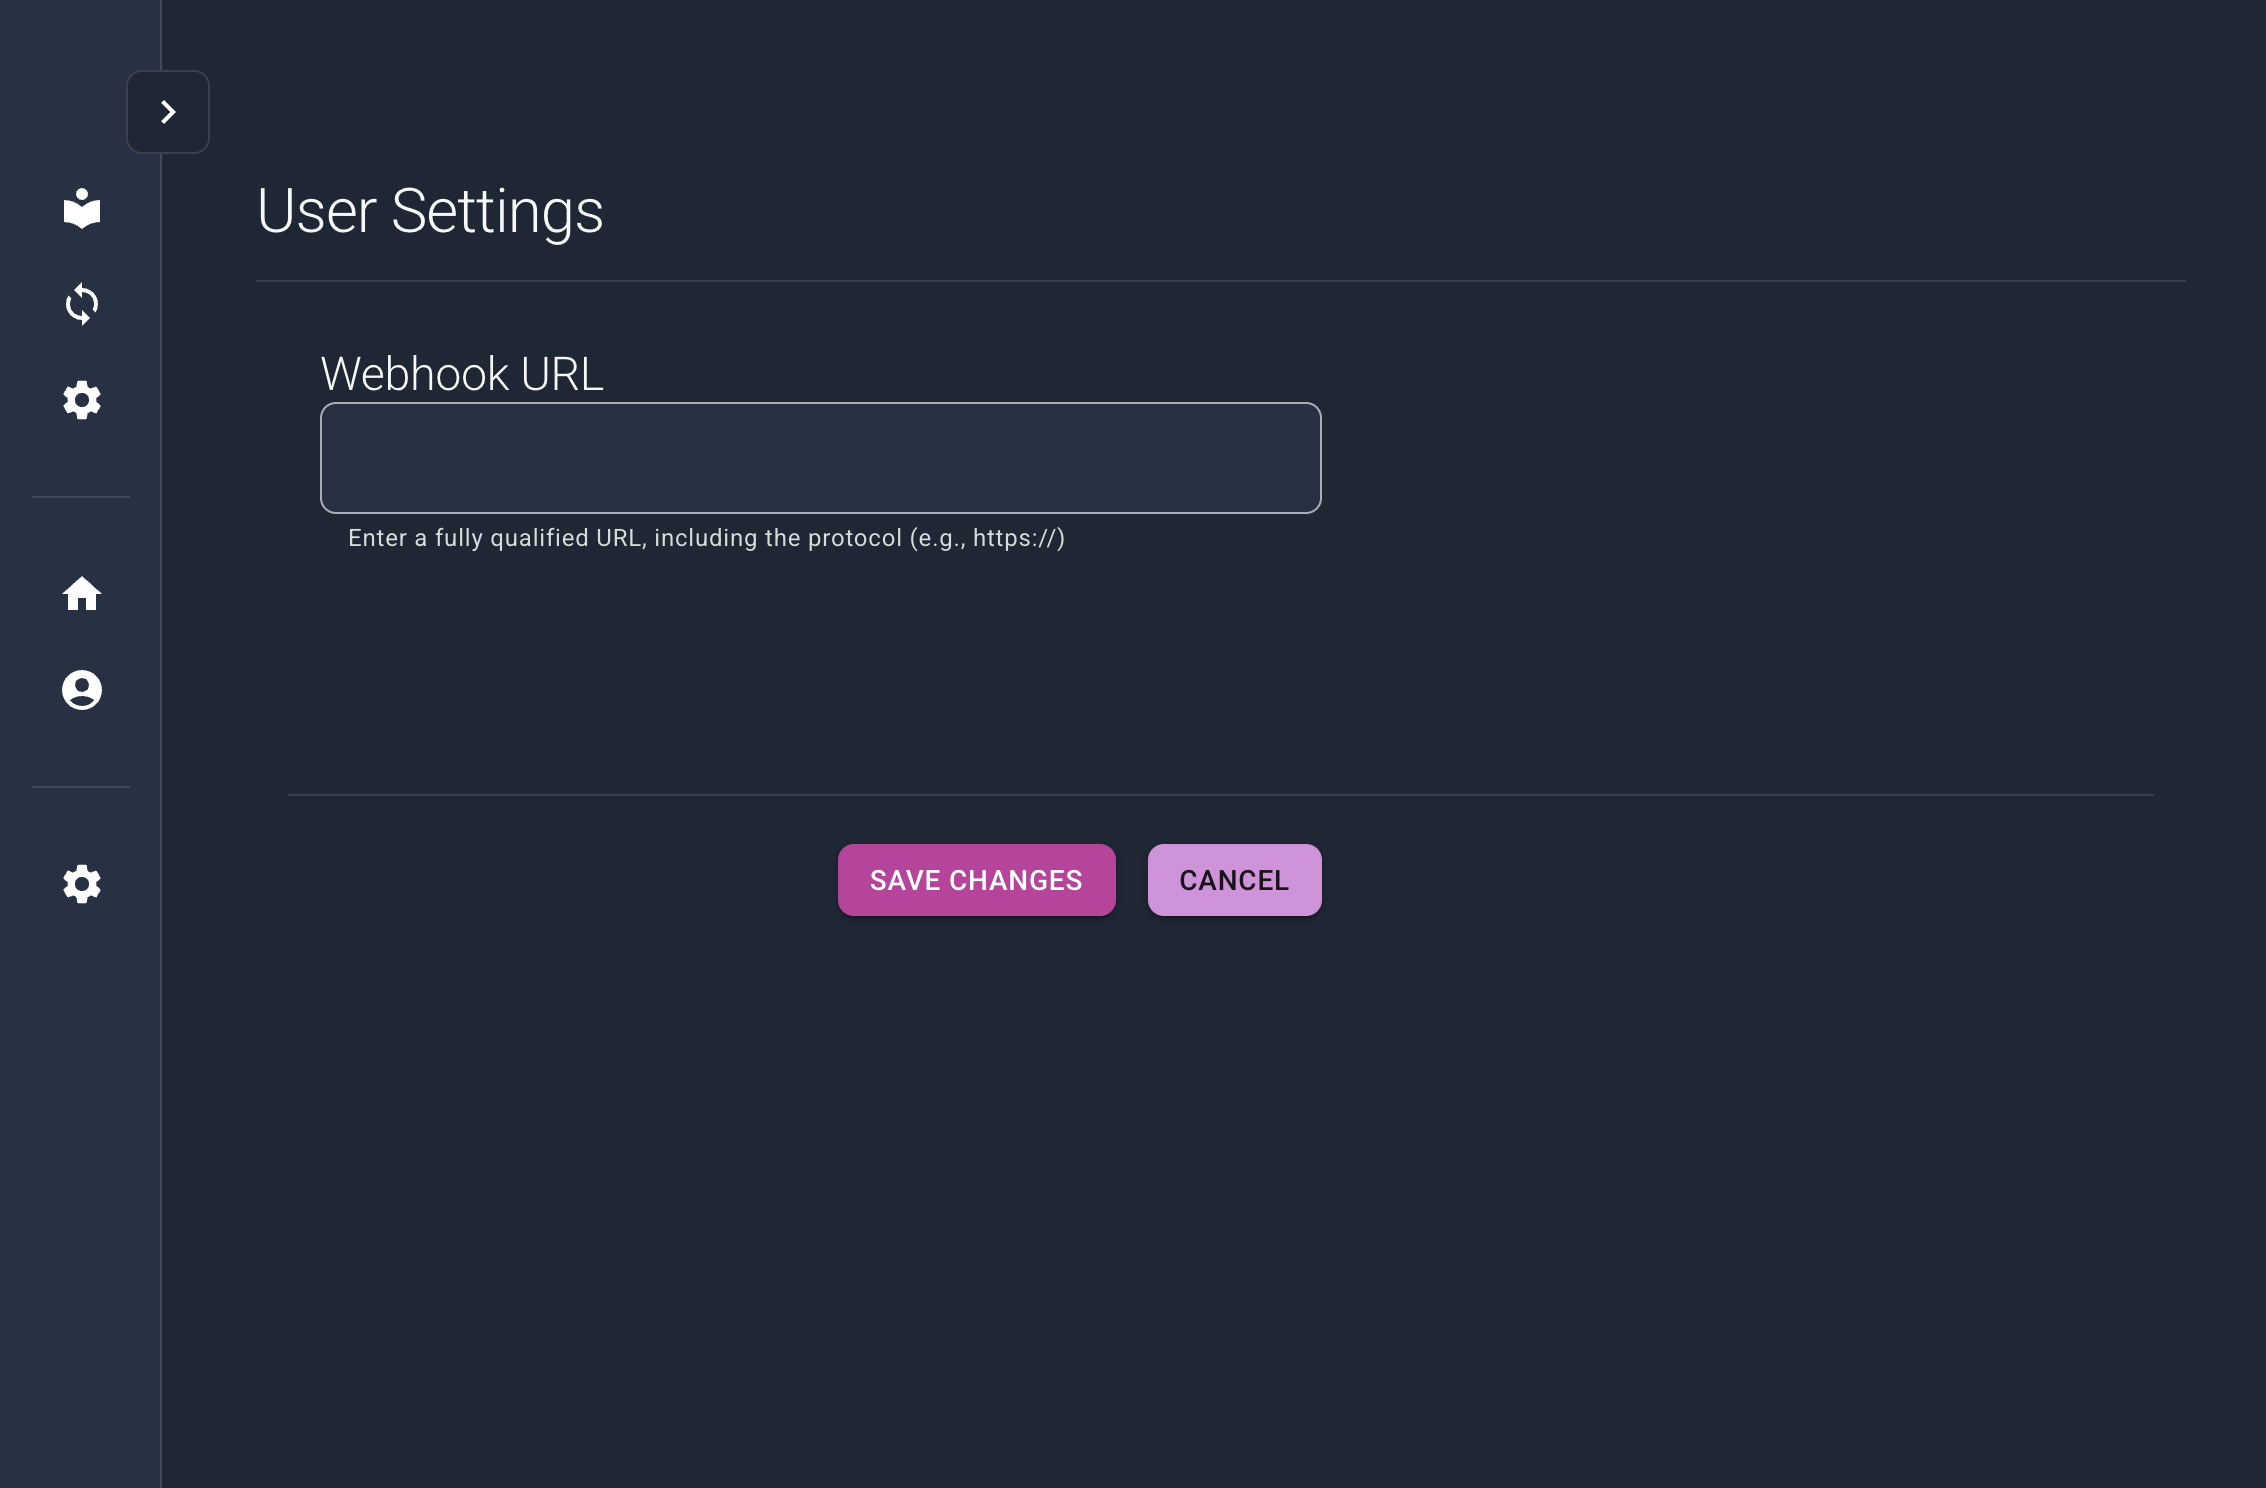 User Settings
Webhook URL
Enter a fully qualified URL, including the protocol (e.g., https://)
SAVE CHANGES
CANCEL